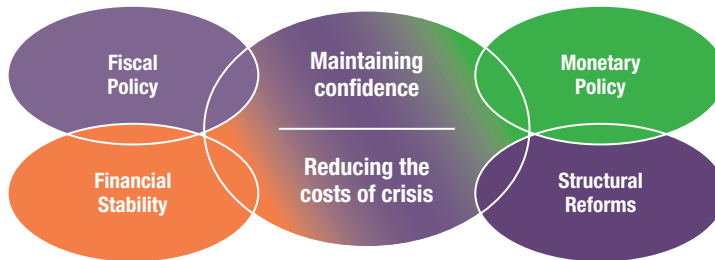 Fiscal
Policy
Maintaining
confidence
Monetary
Policy
Financial
Stability
Reducing the
costs of crisis
Structural
Reforms